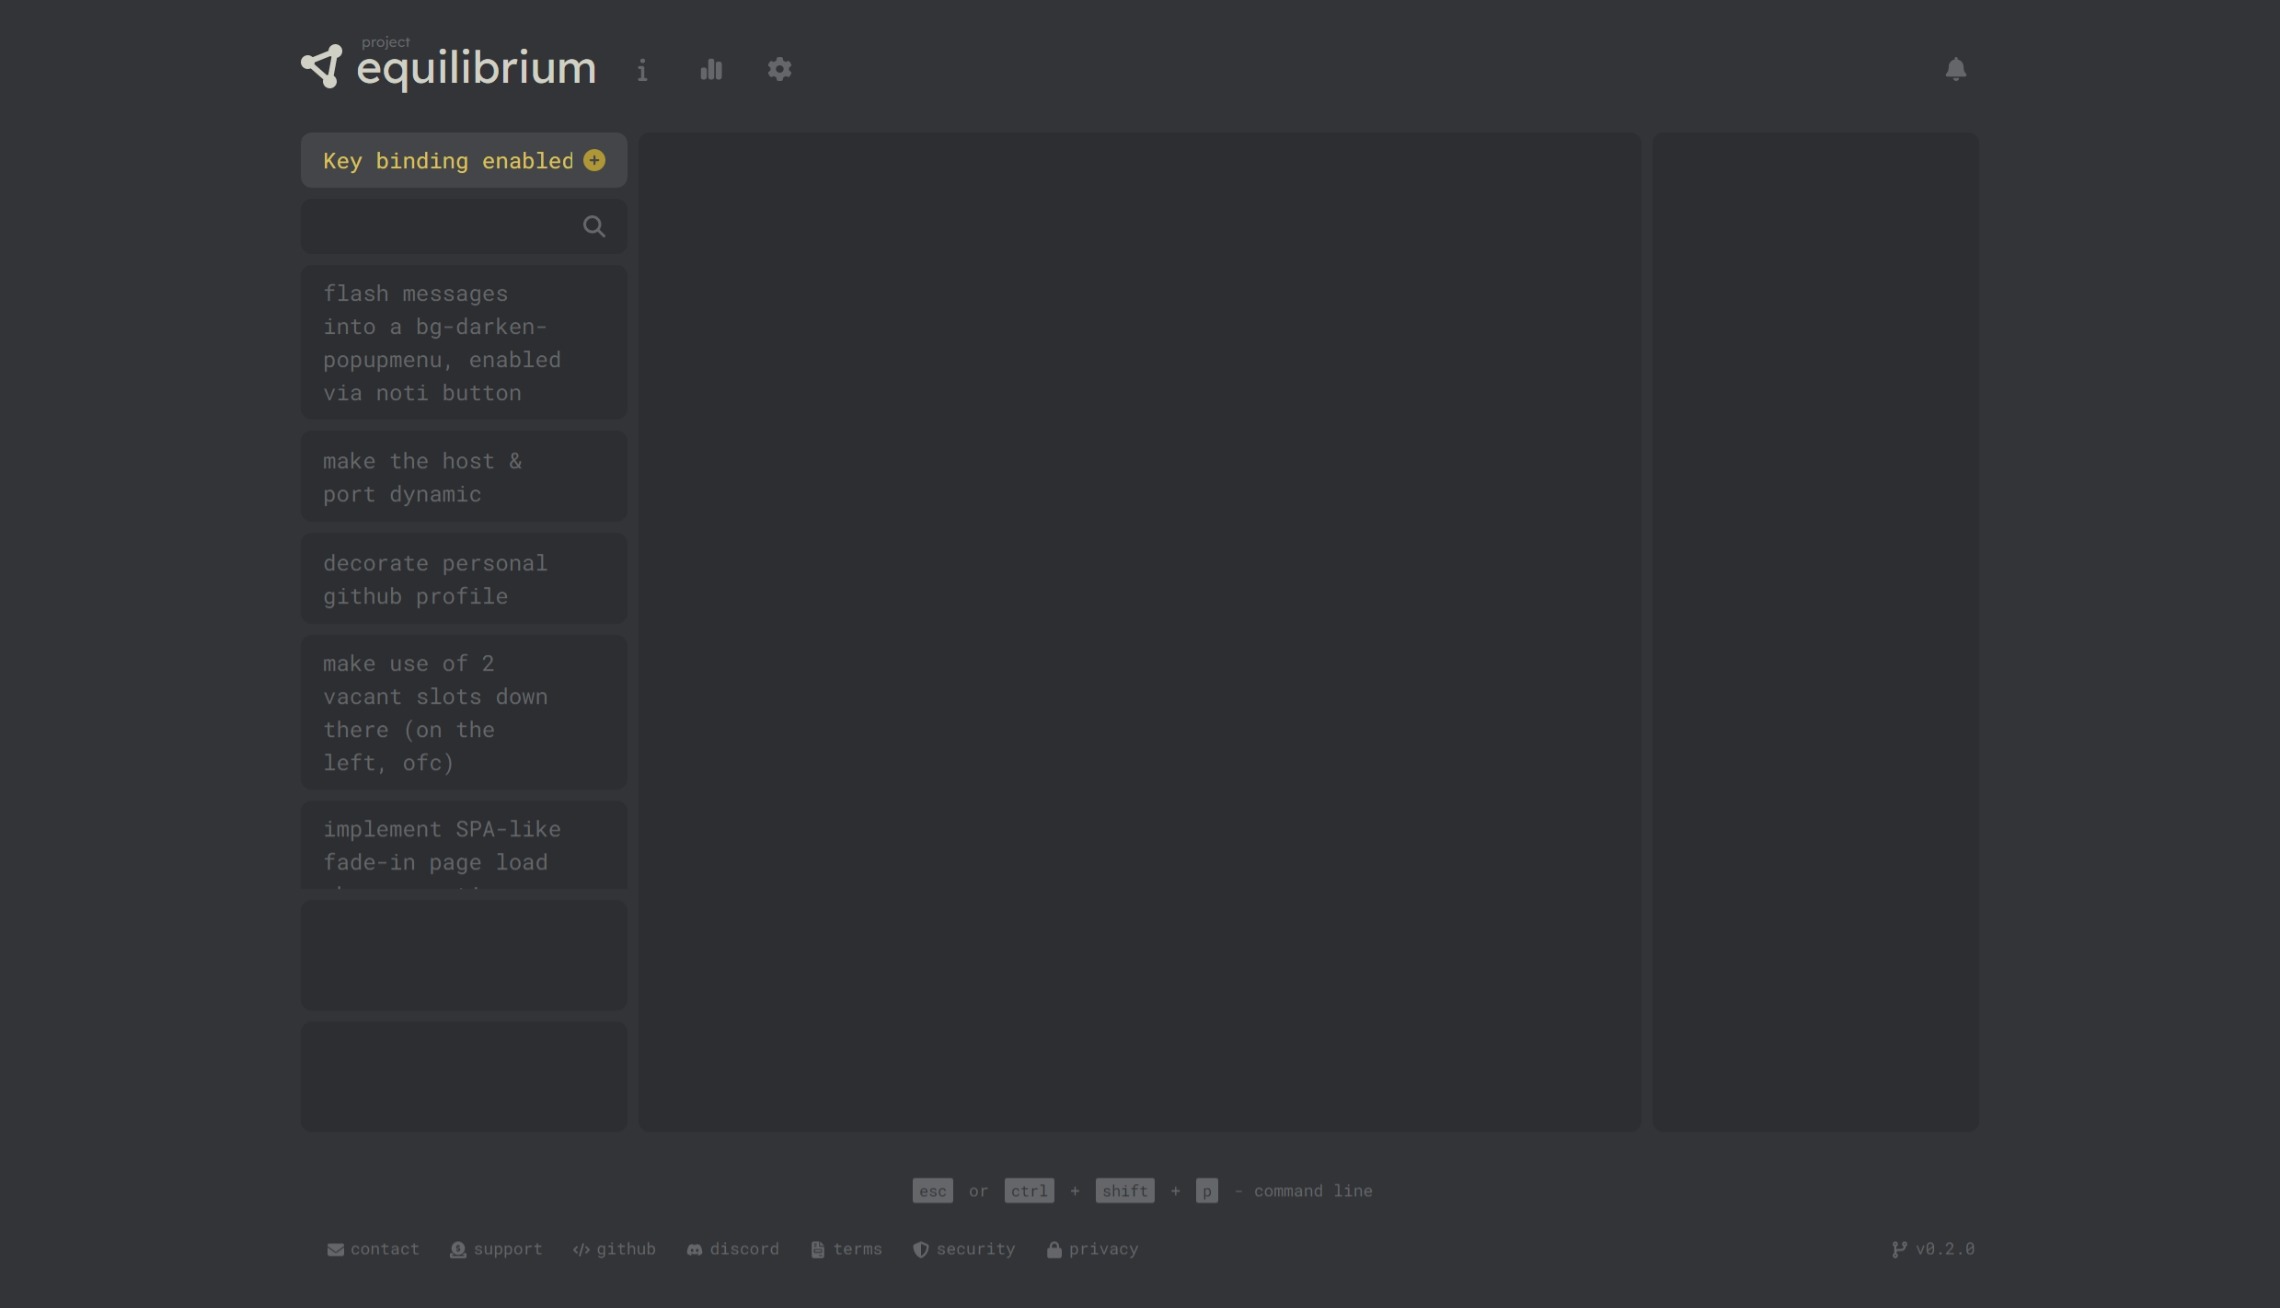 project
equilibrium
Key binding enabled
flash messages
into a bg-darken-
popupmenu, enabled
via noti button
make the host &
port dynamic
decorate personal
github profile
make use of 2
vacant slots down
there (on the
left, ofc)
implement SPA-like
fade-in page load
esc or ctrl + shift + p - command line
contact support github discord terms security privacy v0.2.0